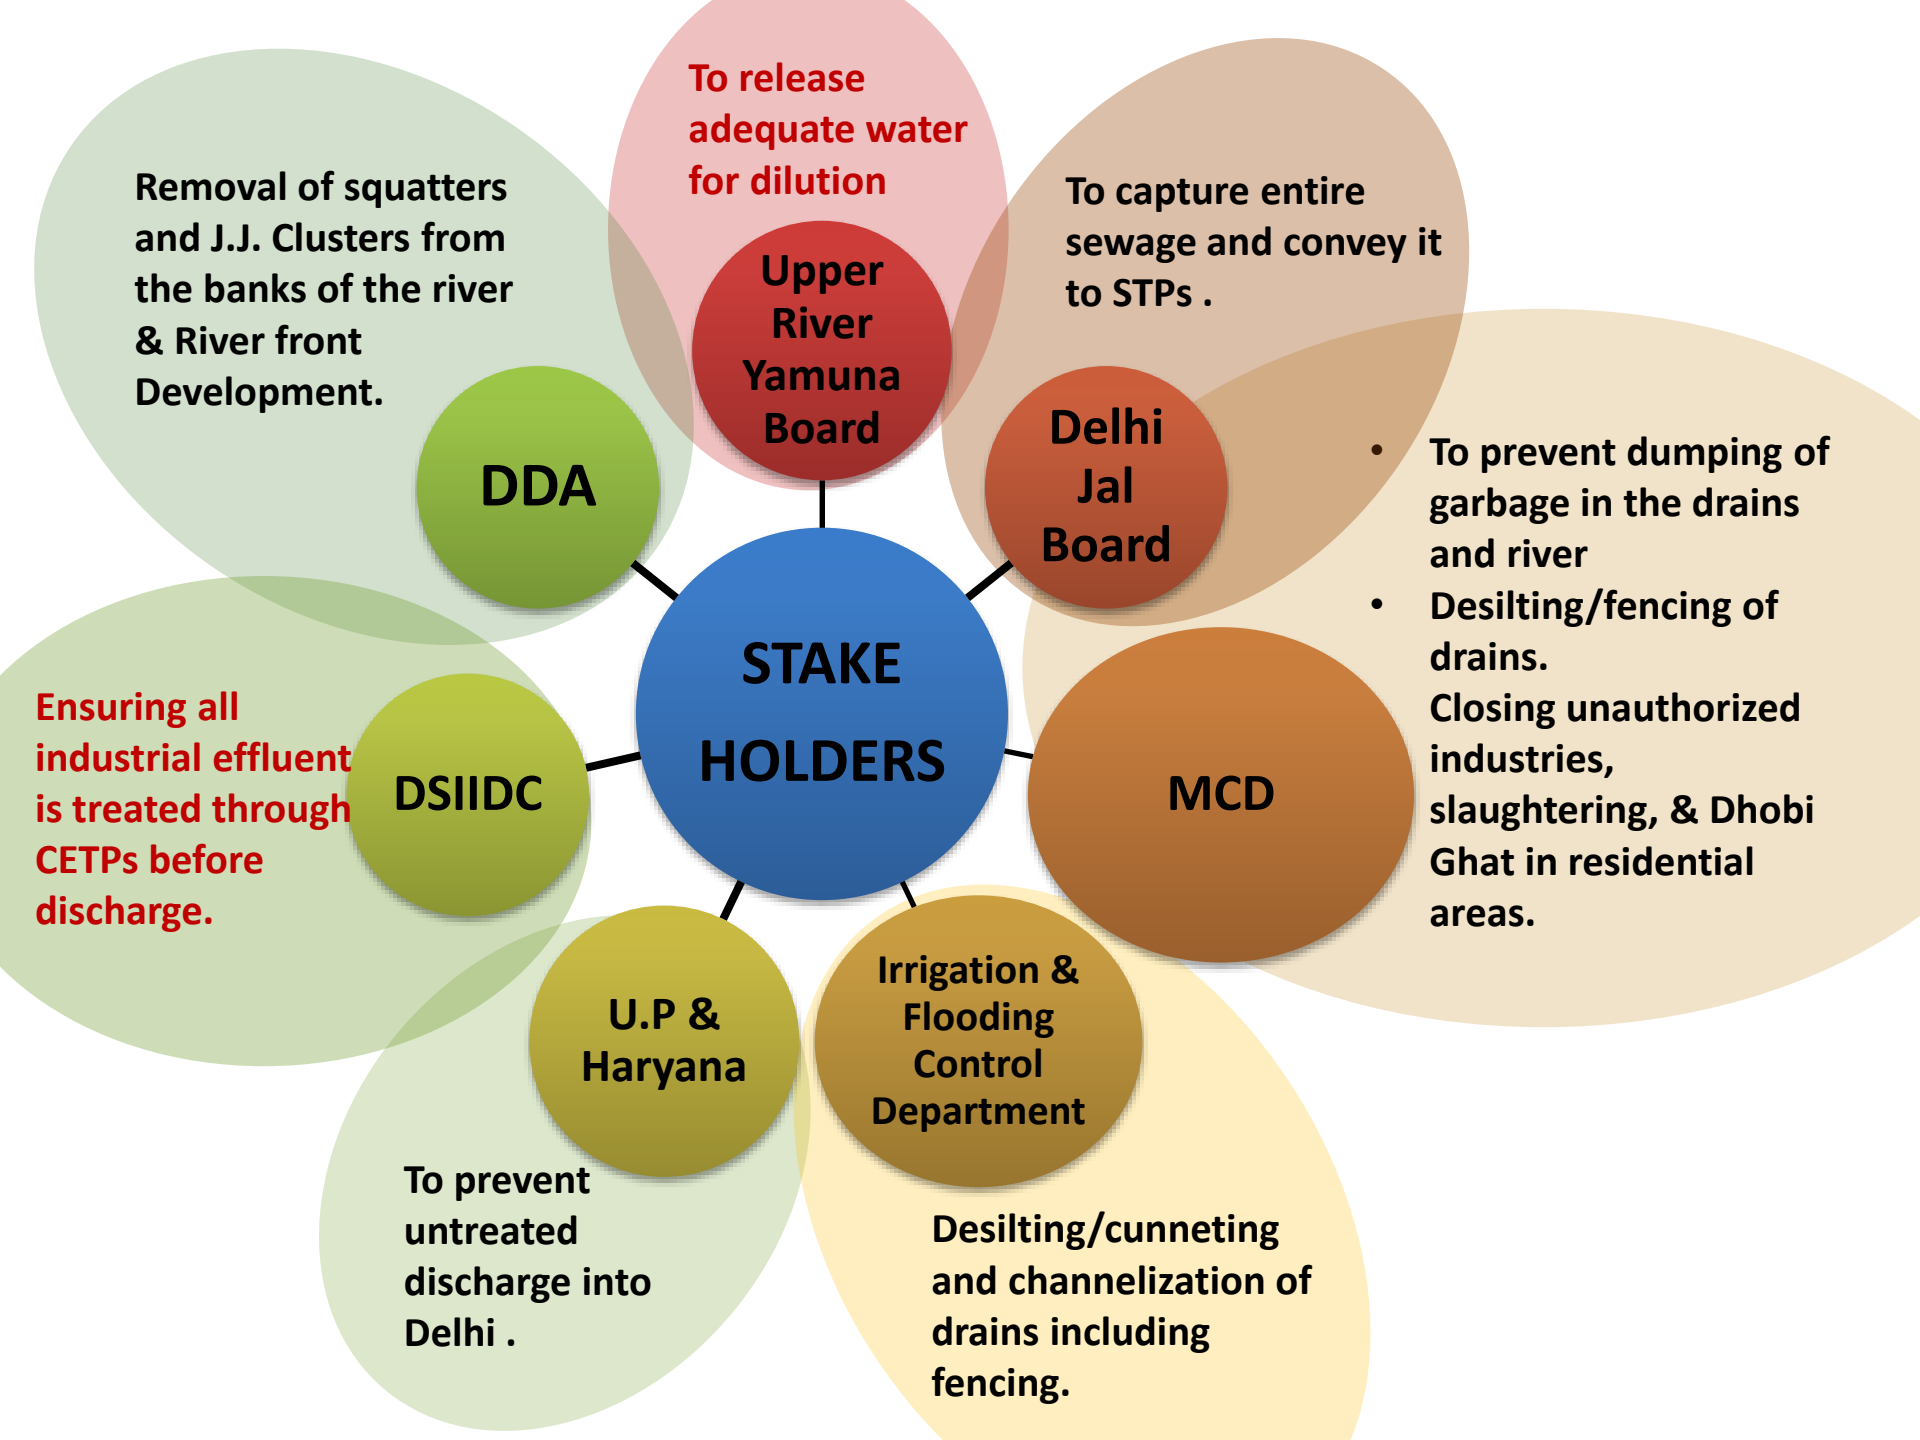 To release
adequate water
for dilution
Removal of squatters
and J.J. Clusters from
the banks of the river
& River front
Development.
To capture entire
sewage and convey it
to STPs .
Upper
River
Yamuna
Board
DDA
Delhi
Jal
Board
• To prevent dumping of
garbage in the drains
and river
• Desilting/fencing of
drains.
Closing unauthorized
industries,
slaughtering, & Dhobi
Ghat in residential
areas.
STAKE
HOLDERS
Ensuring all
industrial effluent
is treated through
CETPs before
discharge.
DSIIDC
MCD
U.P &
Haryana
Irrigation &
Flooding
Control
Department
To prevent
untreated
discharge into
Delhi .
Desilting/cunneting
and channelization of
drains including
fencing.